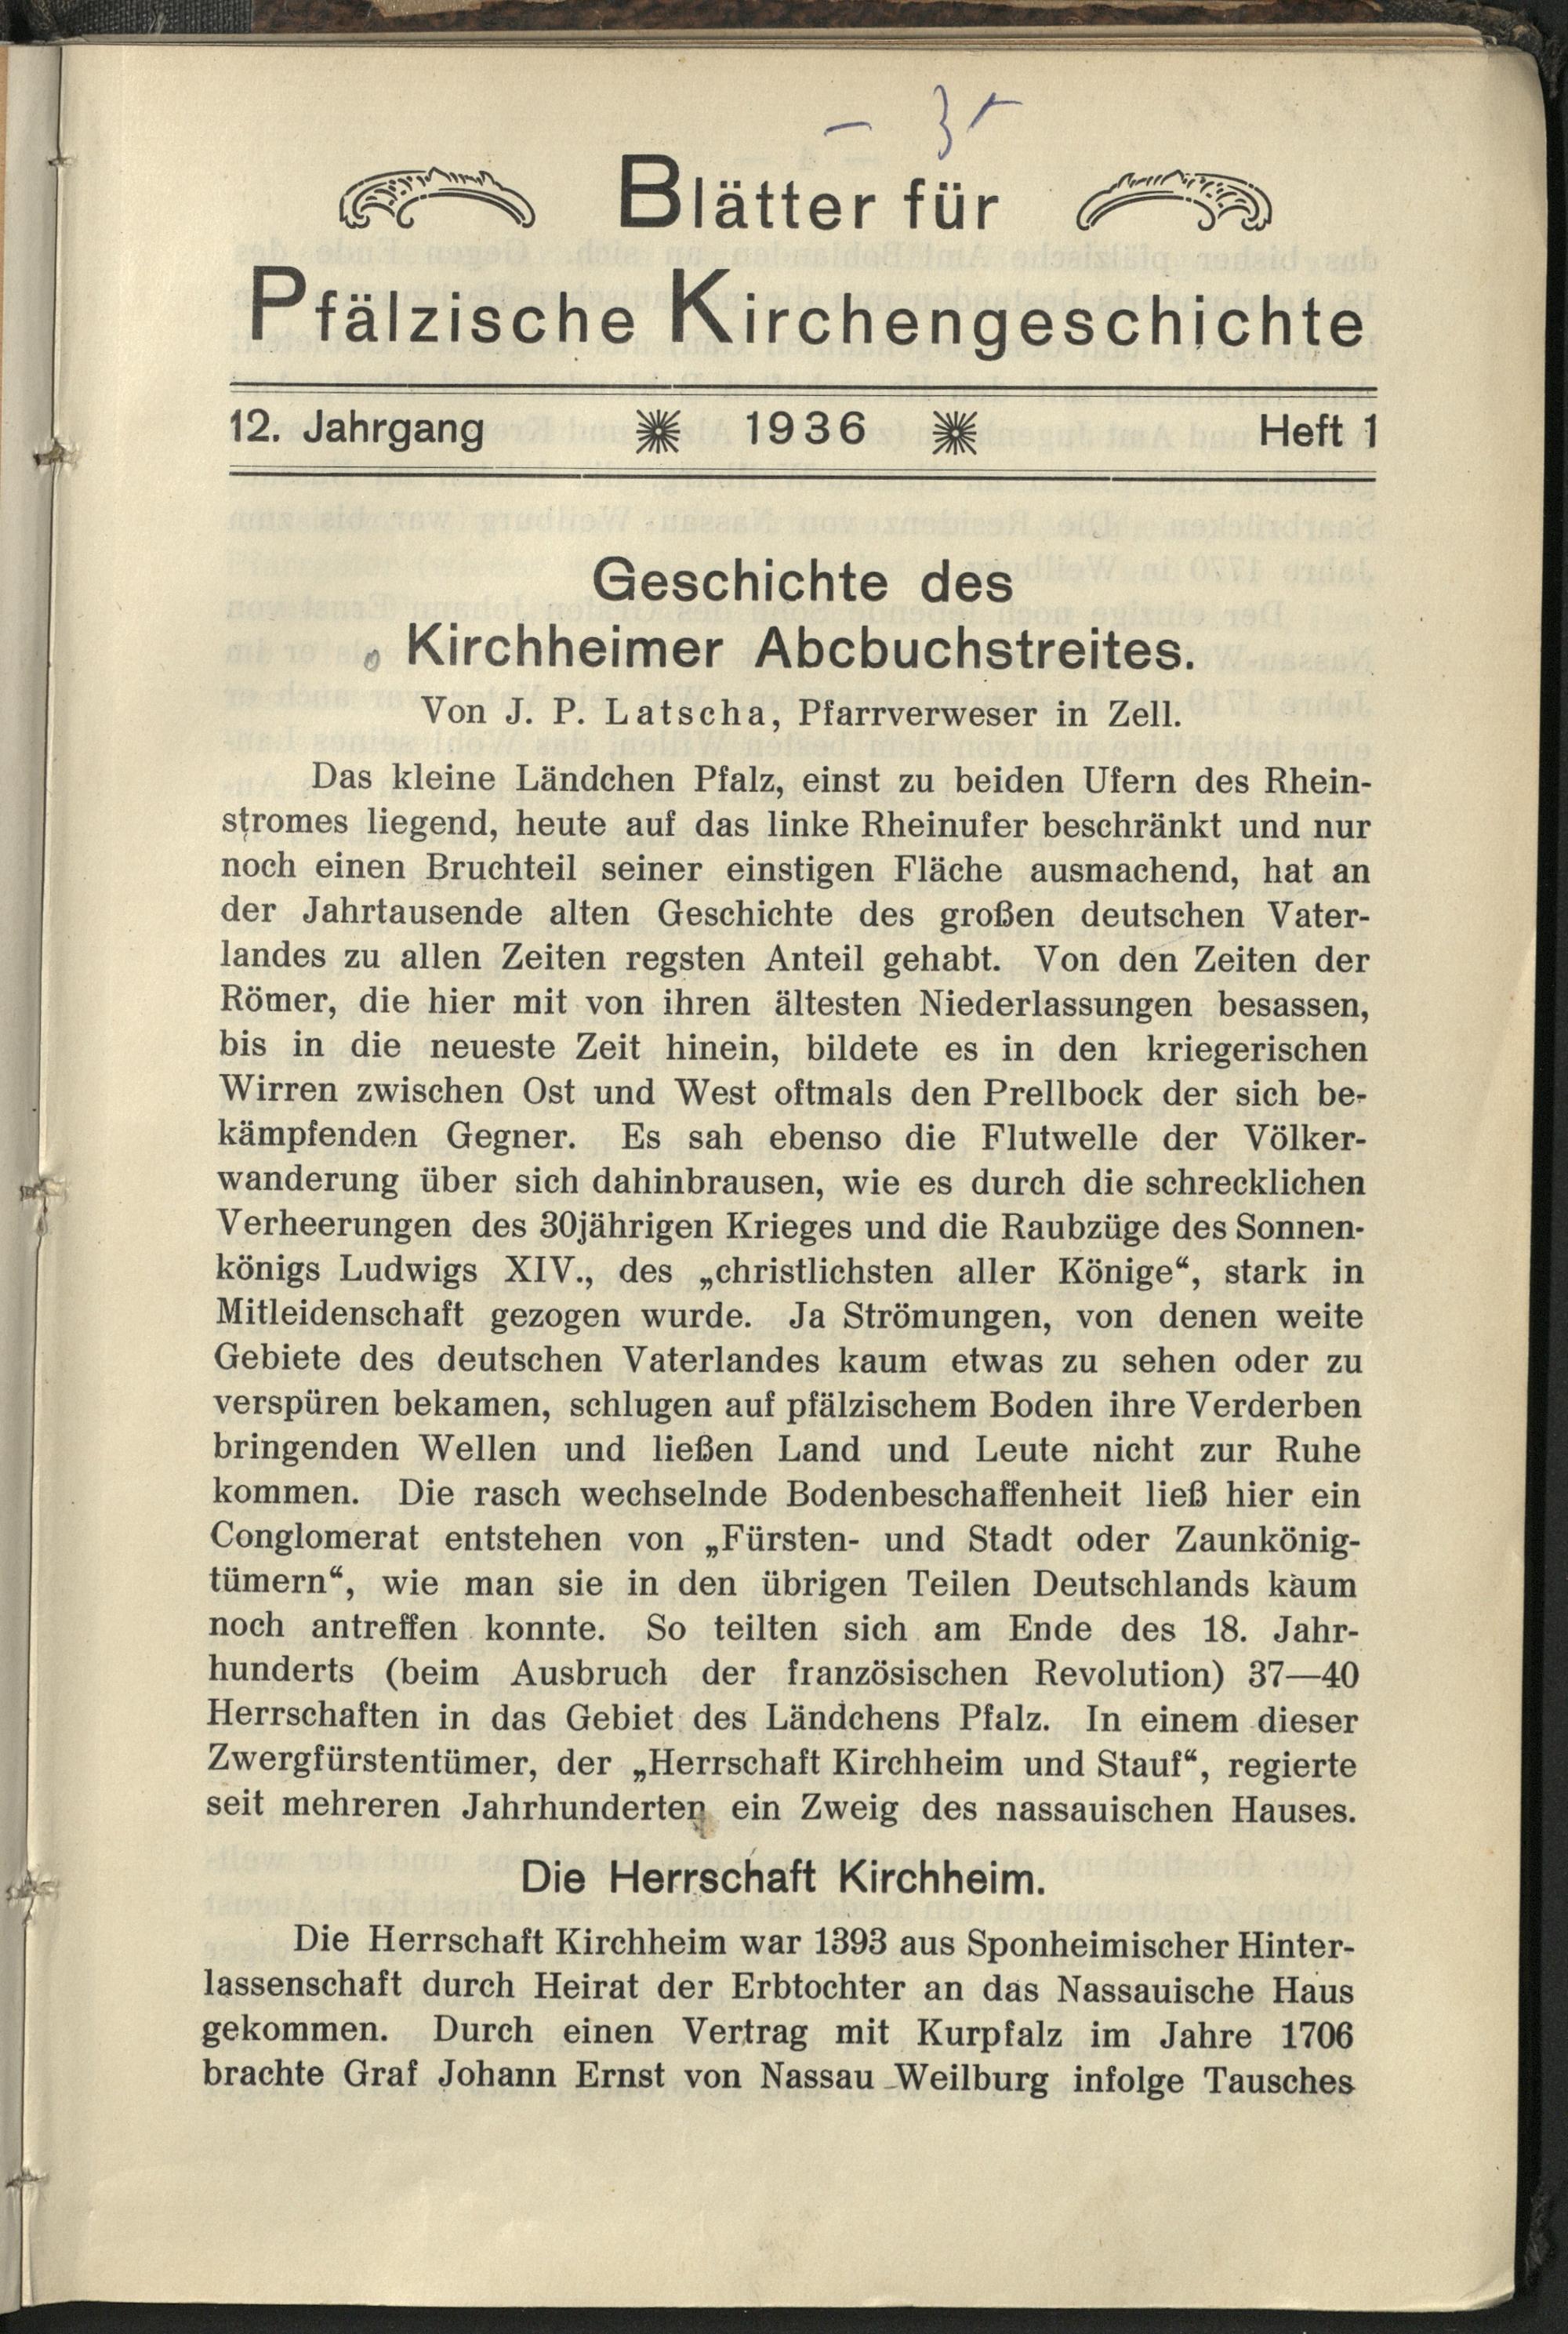 Blätter für
Pfälzische Kirchengeschichte
12. Jahrgang 1936 Heft 1
Geschichte des
Kirchheimer Abcbuchstreites.
Von J. P. Latscha, Pfarrverweser in Zell.
Das kleine Ländchen Pfalz, einst zu beiden Ufern des Rhein-
stromes liegend, heute auf das linke Rheinufer beschränkt und nur
noch einen Bruchteil seiner einstigen Fläche ausmachend, hat an
der Jahrtausende alten Geschichte des großen deutschen Vater-
landes zu allen Zeiten regsten Anteil gehabt. Von den Zeiten der
Römer, die hier mit von ihren ältesten Niederlassungen besassen,
bis in die neueste Zeit hinein, bildete es in den kriegerischen
Wirren zwischen Ost und West oftmals den Prellbock der sich be-
kämpfenden Gegner. Es sah ebenso die Flutwelle der Völker-
wanderung über sich dahinbrausen, wie es durch die schrecklichen
Verheerungen des 30jährigen Krieges und die Raubzüge des Sonnen-
königs Ludwigs XIV., des „christlichsten aller Könige“, stark in
Mitleidenschaft gezogen wurde. Ja Strömungen, von denen weite
Gebiete des deutschen Vaterlandes kaum etwas zu sehen oder zu
verspüren bekamen, schlugen auf pfälzischem Boden ihre Verderben
bringenden Wellen und ließen Land und Leute nicht zur Ruhe
kommen. Die rasch wechselnde Bodenbeschaffenheit ließ hier ein
Conglomerat entstehen von „Fürsten- und Stadt oder Zaunkönig-
tümern“, wie man sie in den übrigen Teilen Deutschlands kaum
noch antreffen konnte. So teilten sich am Ende des 18. Jahr-
hunderts (beim Ausbruch der französischen Revolution) 37—40
Herrschaften in das Gebiet des Ländchens Pfalz. In einem dieser
Zwergfürstentümer, der „Herrschaft Kirchheim und Stauf“, regierte
seit mehreren Jahrhunderten ein Zweig des nassauischen Hauses.
Die Herrschaft Kirchheim.
Die Herrschaft Kirchheim war 1393 aus Sponheimischer Hinter-
lassenschaft durch Heirat der Erbtochter an das Nassauische Haus
gekommen. Durch einen Vertrag mit Kurpfalz im Jahre 1706
brachte Graf Johann Ernst von Nassau-Weilburg infolge Tausches